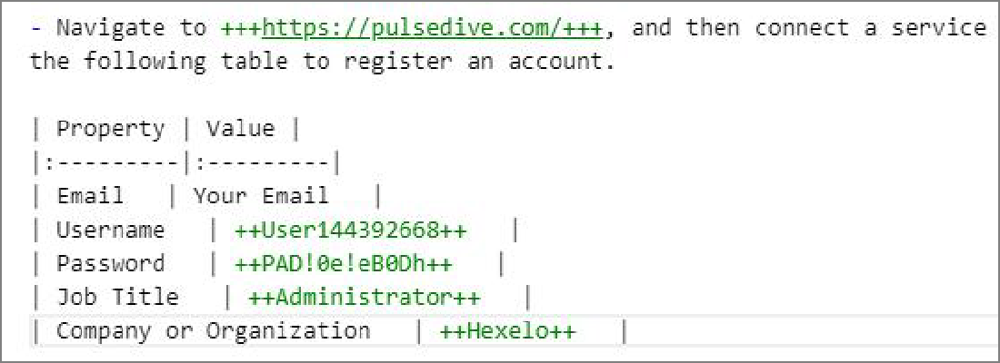 - Navigate to +++https://pulsedive.com/+++, and then connect a service
the following table to register an account.
| Property | Value |
|:---------|:---------|
| Email   | Your Email   |
| Username   | ++User144392668++   |
| Password   | ++PAD!0e!eB0Dh++   |
| Job Title   | ++Administrator++   |
| Company or Organization   | ++Hexelo++   |